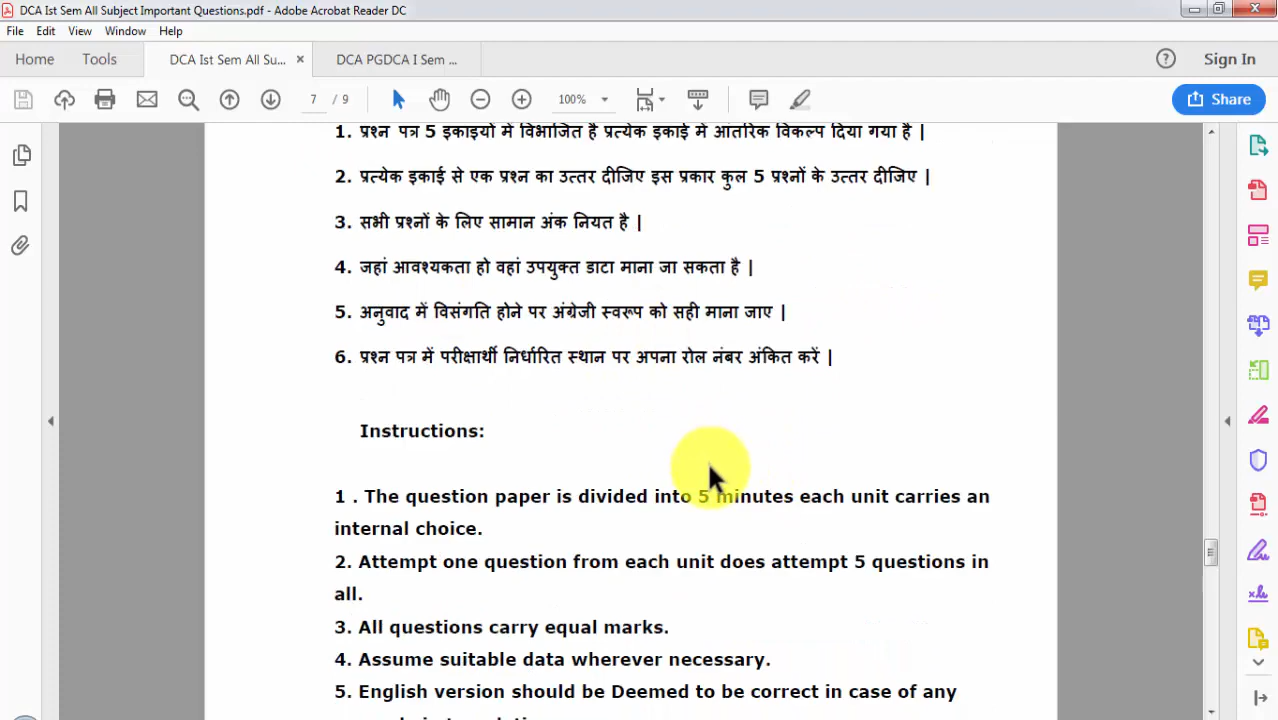 DCA Ist Sem All Subject Important Questions.pdf - Adobe Acrobat Reader DC
File Edit View Window Help
Home Tools DCA Ist Sem All Su... × DCA PGDCA I Sem ... Sign In
7 / 9 100% Share
1. प्रश्न पत्र 5 इकाइयों में विभाजित है प्रत्येक इकाई में आंतरिक विकल्प दिया गया है |
2. प्रत्येक इकाई से एक प्रश्न का उत्तर दीजिए इस प्रकार कुल 5 प्रश्नों के उत्तर दीजिए |
3. सभी प्रश्नों के लिए सामान अंक नियत है |
4. जहां आवश्यकता हो वहां उपयुक्त डाटा माना जा सकता है |
5. अनुवाद में विसंगति होने पर अंग्रेजी स्वरूप को सही माना जाए |
6. प्रश्न पत्र में परीक्षार्थी निर्धारित स्थान पर अपना रोल नंबर अंकित करें |
Instructions:
1 . The question paper is divided into 5 minutes each unit carries an
internal choice.
2. Attempt one question from each unit does attempt 5 questions in
all.
3. All questions carry equal marks.
4. Assume suitable data wherever necessary.
5. English version should be Deemed to be correct in case of any